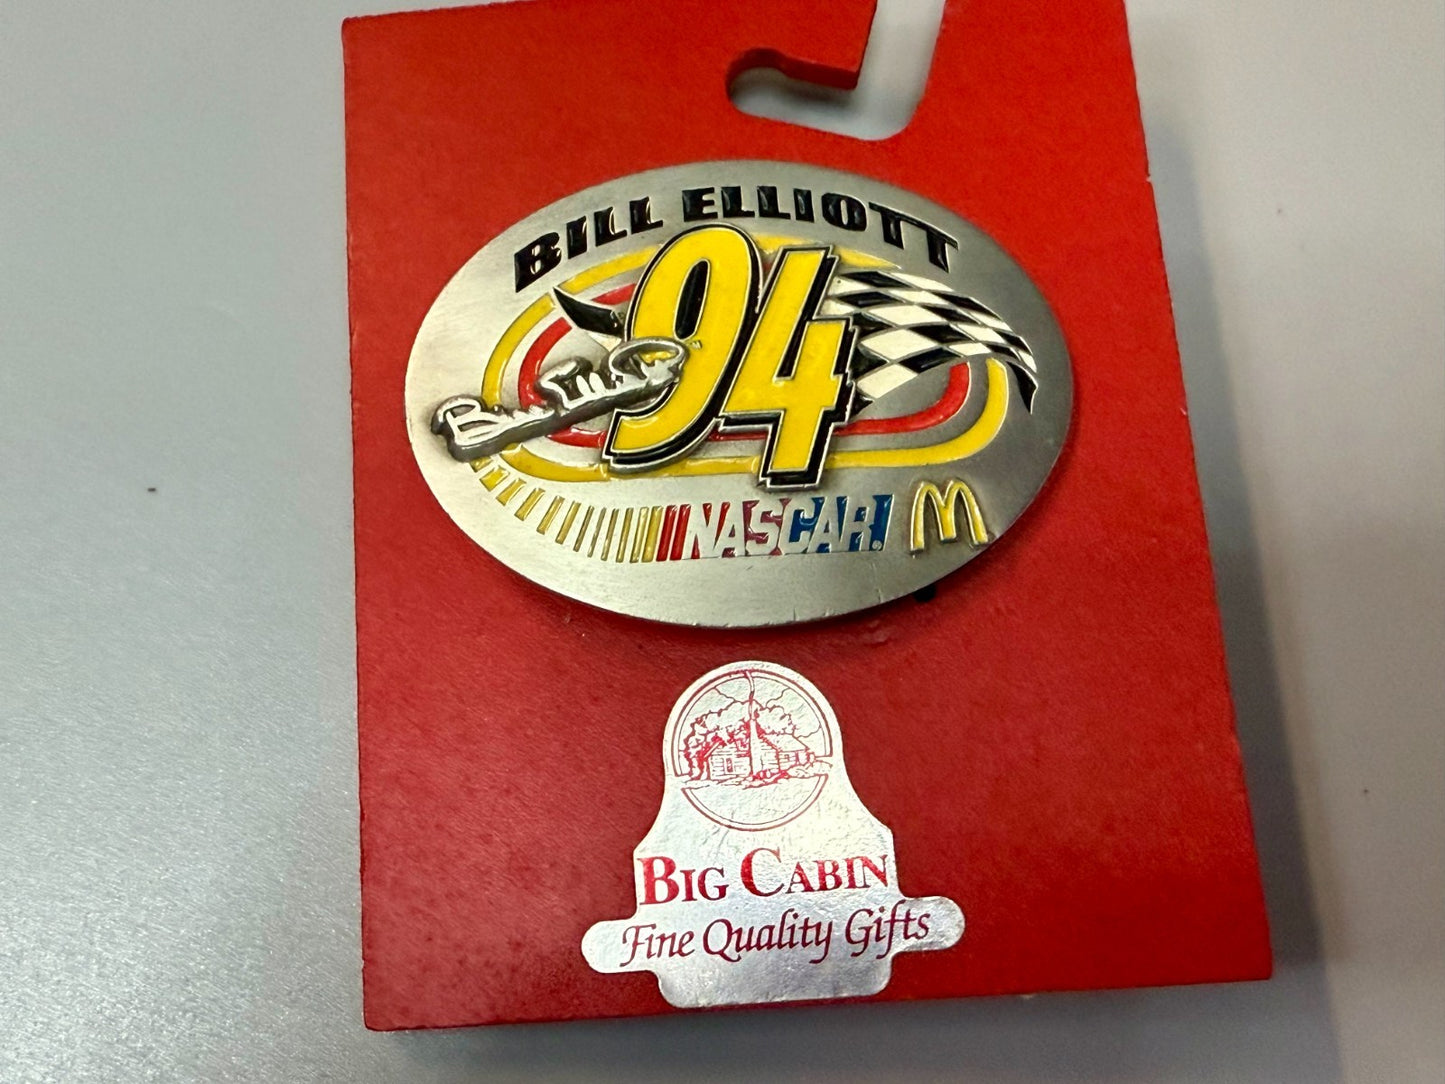 BILL ELLIOTT
94
NASCAR®
M
BIG CABIN
Fine Quality Gifts